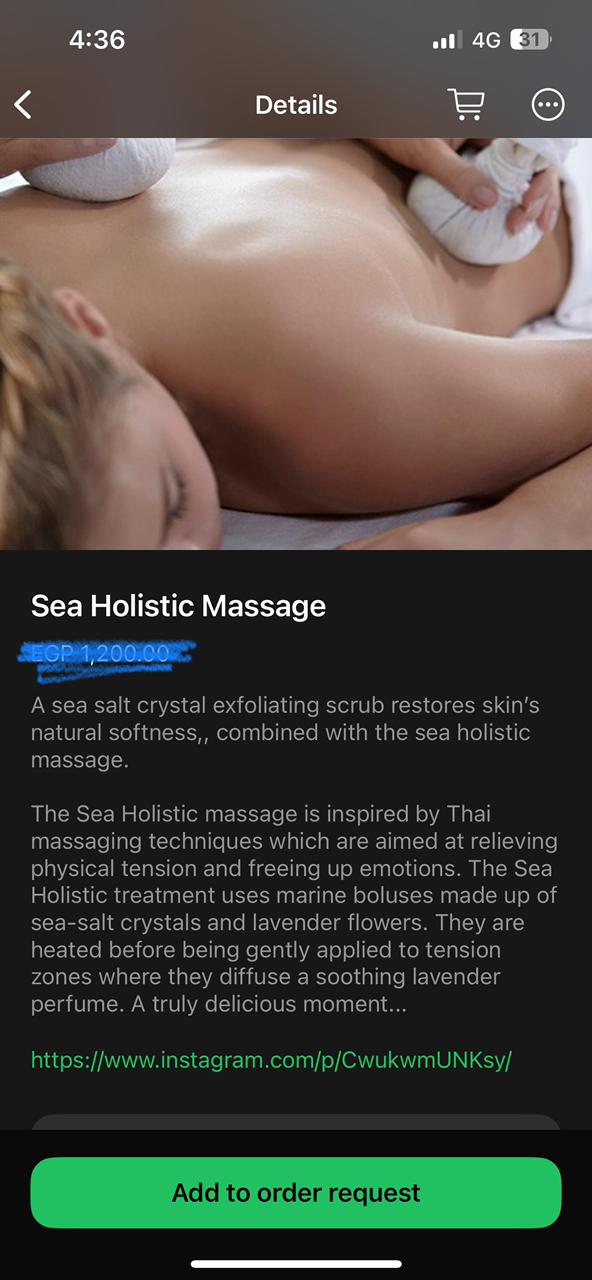 4:36
4G 31
Details
Sea Holistic Massage
EGP 1,200.00
A sea salt crystal exfoliating scrub restores skin’s
natural softness,, combined with the sea holistic
massage.
The Sea Holistic massage is inspired by Thai
massaging techniques which are aimed at relieving
physical tension and freeing up emotions. The Sea
Holistic treatment uses marine boluses made up of
sea-salt crystals and lavender flowers. They are
heated before being gently applied to tension
zones where they diffuse a soothing lavender
perfume. A truly delicious moment...
https://www.instagram.com/p/CwukwmUNKsy/
Add to order request